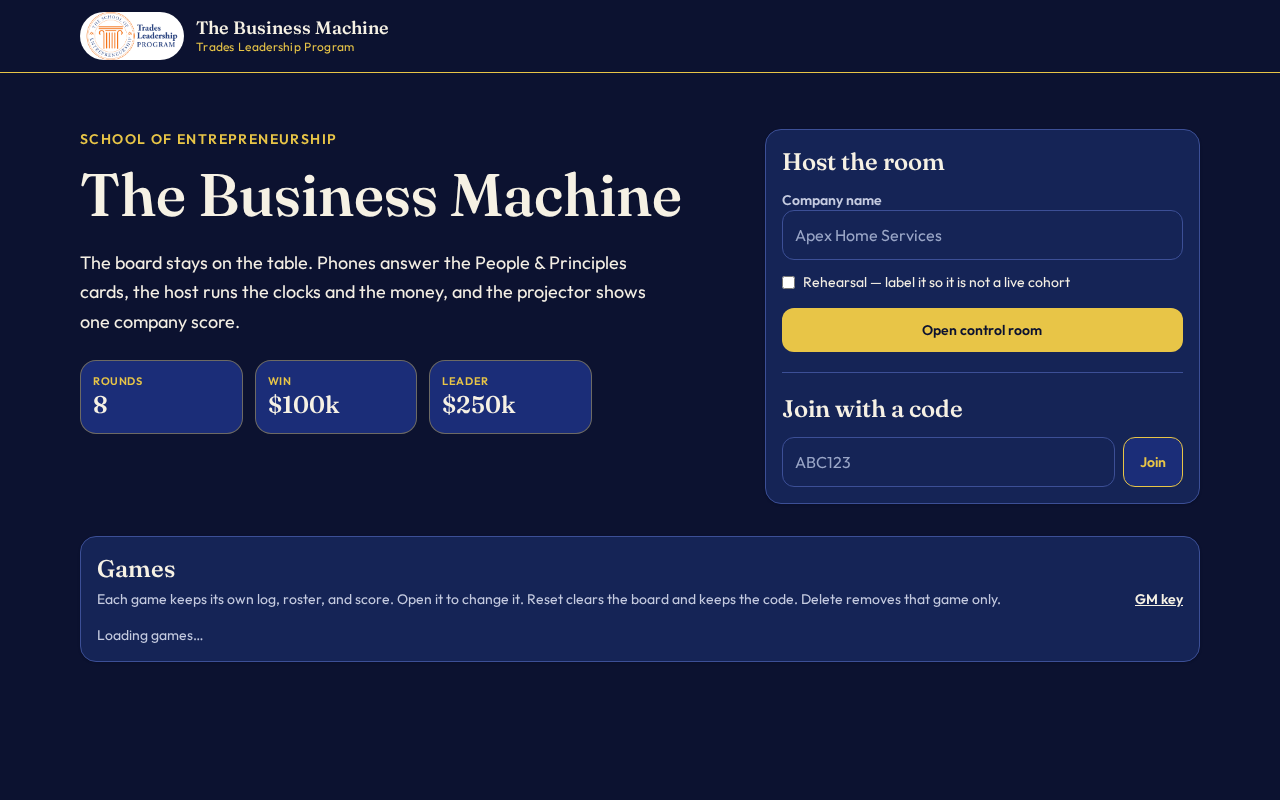 THE SCHOOL OF
ENTREPRENEURSHIP
Trades
Leadership
PROGRAM
The Business Machine
Trades Leadership Program
SCHOOL OF ENTREPRENEURSHIP
The Business Machine
The board stays on the table. Phones answer the People & Principles
cards, the host runs the clocks and the money, and the projector shows
one company score.
ROUNDS
8
WIN
$100k
LEADER
$250k
Host the room
Company name
Apex Home Services
Rehearsal — label it so it is not a live cohort
Open control room
Join with a code
ABC123
Join
Games
Each game keeps its own log, roster, and score. Open it to change it. Reset clears the board and keeps the code. Delete removes that game only.
GM key
Loading games…